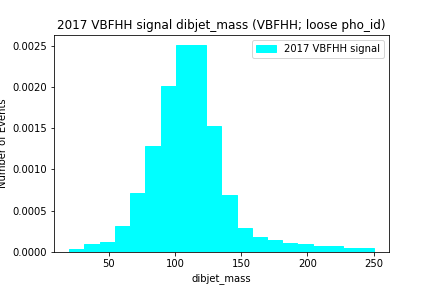 2017 VBFHH signal dibjet_mass (VBFHH; loose pho_id)
2017 VBFHH signal
0.0025
0.0020
0.0015
0.0010
0.0005
0.0000
Number of Events
50
100
150
200
250
dibjet_mass